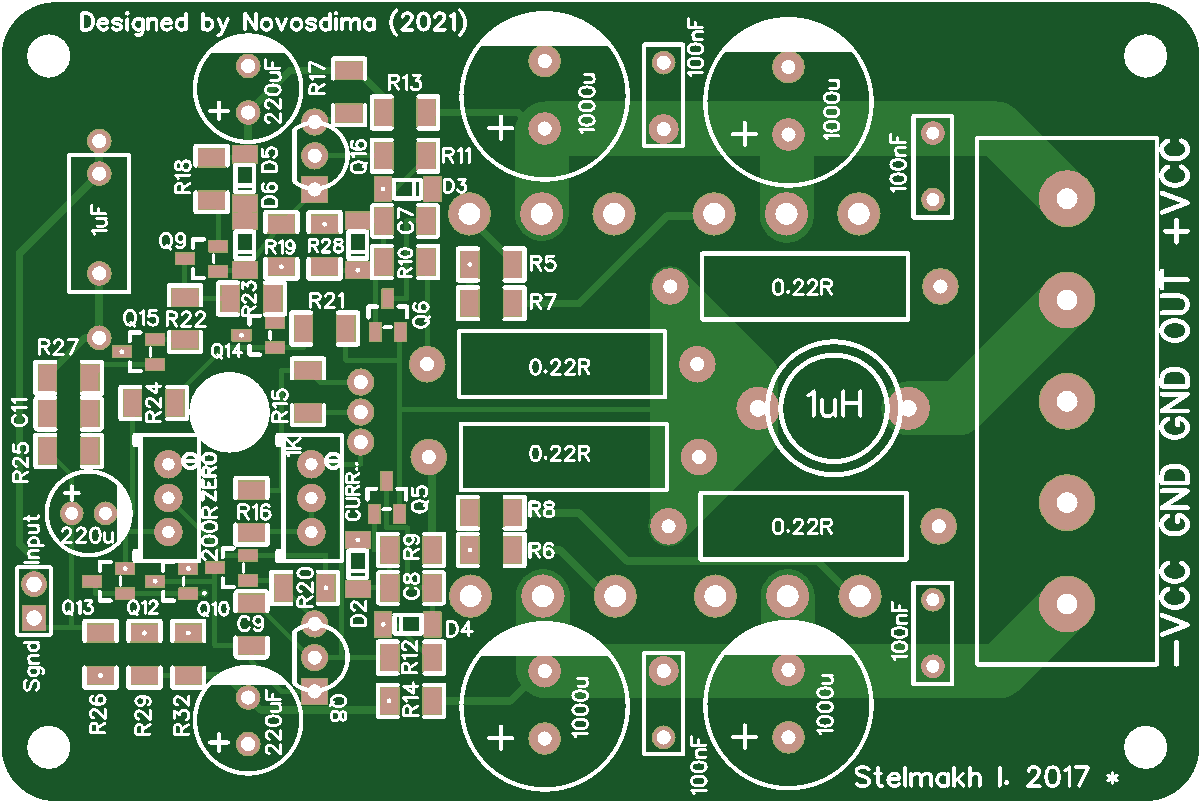 Designed by Novosdima (2021)
R17
220uF
R13
1000u
100nF
1000u
R18
D5
Q16
R11
D6
D3
100nF
+VCC
1uF
Q9
R19
R28
C7
R10
R5
R7
0.22R
OUT
R23
R21
Q6
R22
Q15
Q14
R27
0.22R
1uH
GND
C11
R24
R15
R25
1K
0.22R
GND
ZERO
200R
CURR..
R16
Q5
R8
R6
0.22R
220u
Input
R9
C8
D2
R20
Q13
Q12
Q10
C9
D4
100nF
-VCC
Sgnd
R12
R14
R26
R29
R32
220uF
80
1000u
100nF
1000u
Stelmakh I. 2017 *